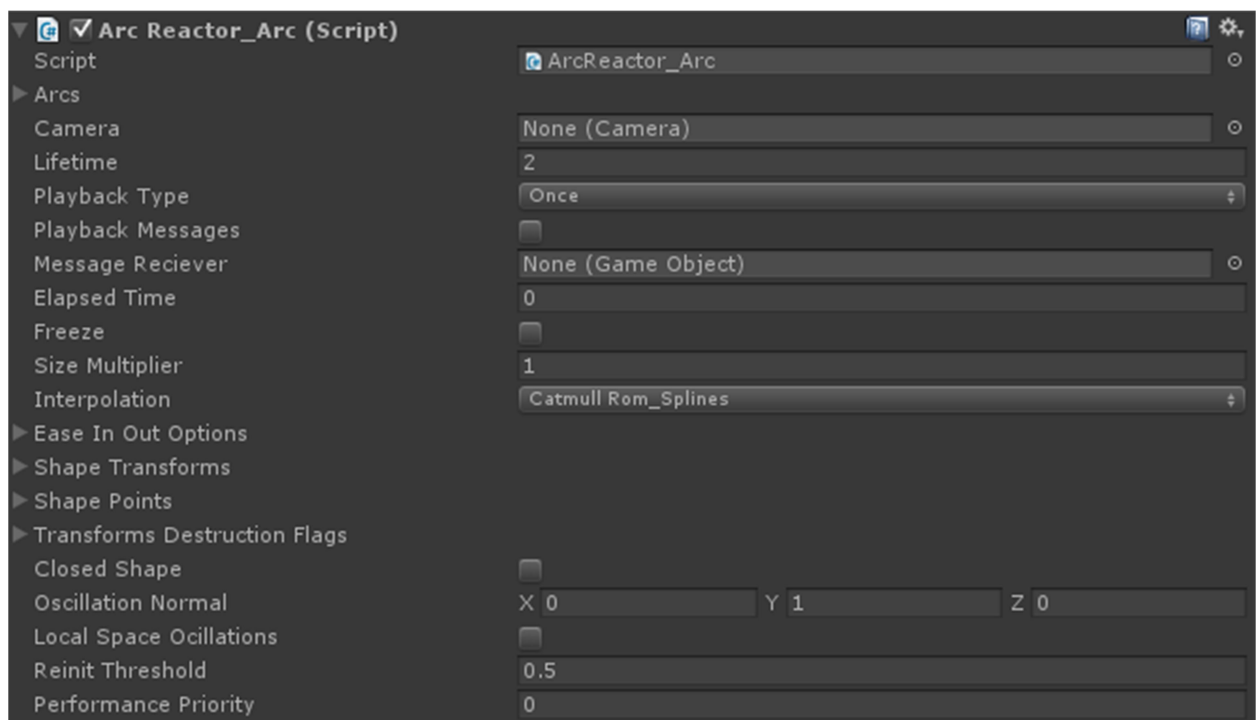 Arc Reactor_Arc (Script)
Script ArcReactor_Arc
Arcs
Camera None (Camera)
Lifetime 2
Playback Type Once
Playback Messages
Message Reciever None (Game Object)
Elapsed Time 0
Freeze
Size Multiplier 1
Interpolation Catmull Rom_Splines
Ease In Out Options
Shape Transforms
Shape Points
Transforms Destruction Flags
Closed Shape
Oscillation Normal X 0 Y 1 Z 0
Local Space Ocillations
Reinit Threshold 0.5
Performance Priority 0